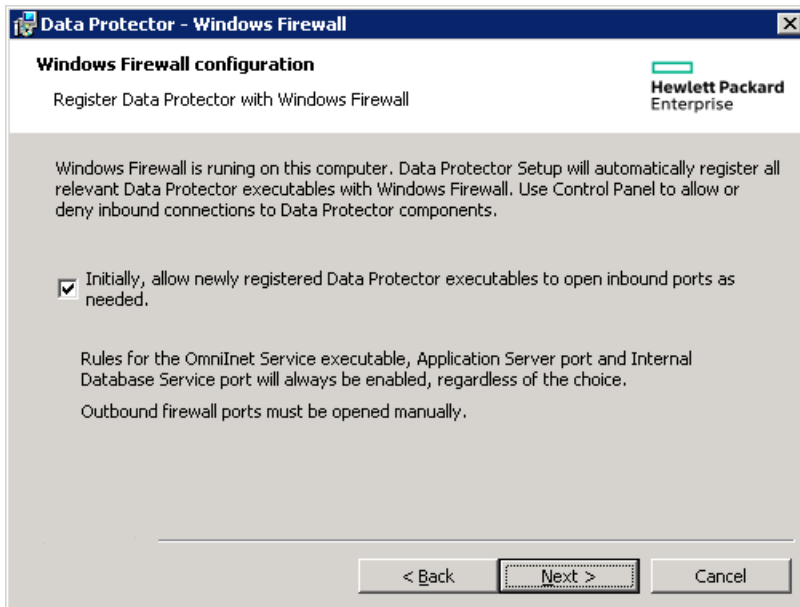 Data Protector - Windows Firewall
Windows Firewall configuration
Register Data Protector with Windows Firewall
Hewlett Packard
Enterprise
Windows Firewall is runing on this computer. Data Protector Setup will automatically register all
relevant Data Protector executables with Windows Firewall. Use Control Panel to allow or
deny inbound connections to Data Protector components.
Initially, allow newly registered Data Protector executables to open inbound ports as
needed.
Rules for the OmniInet Service executable, Application Server port and Internal
Database Service port will always be enabled, regardless of the choice.
Outbound firewall ports must be opened manually.
< Back
Next >
Cancel